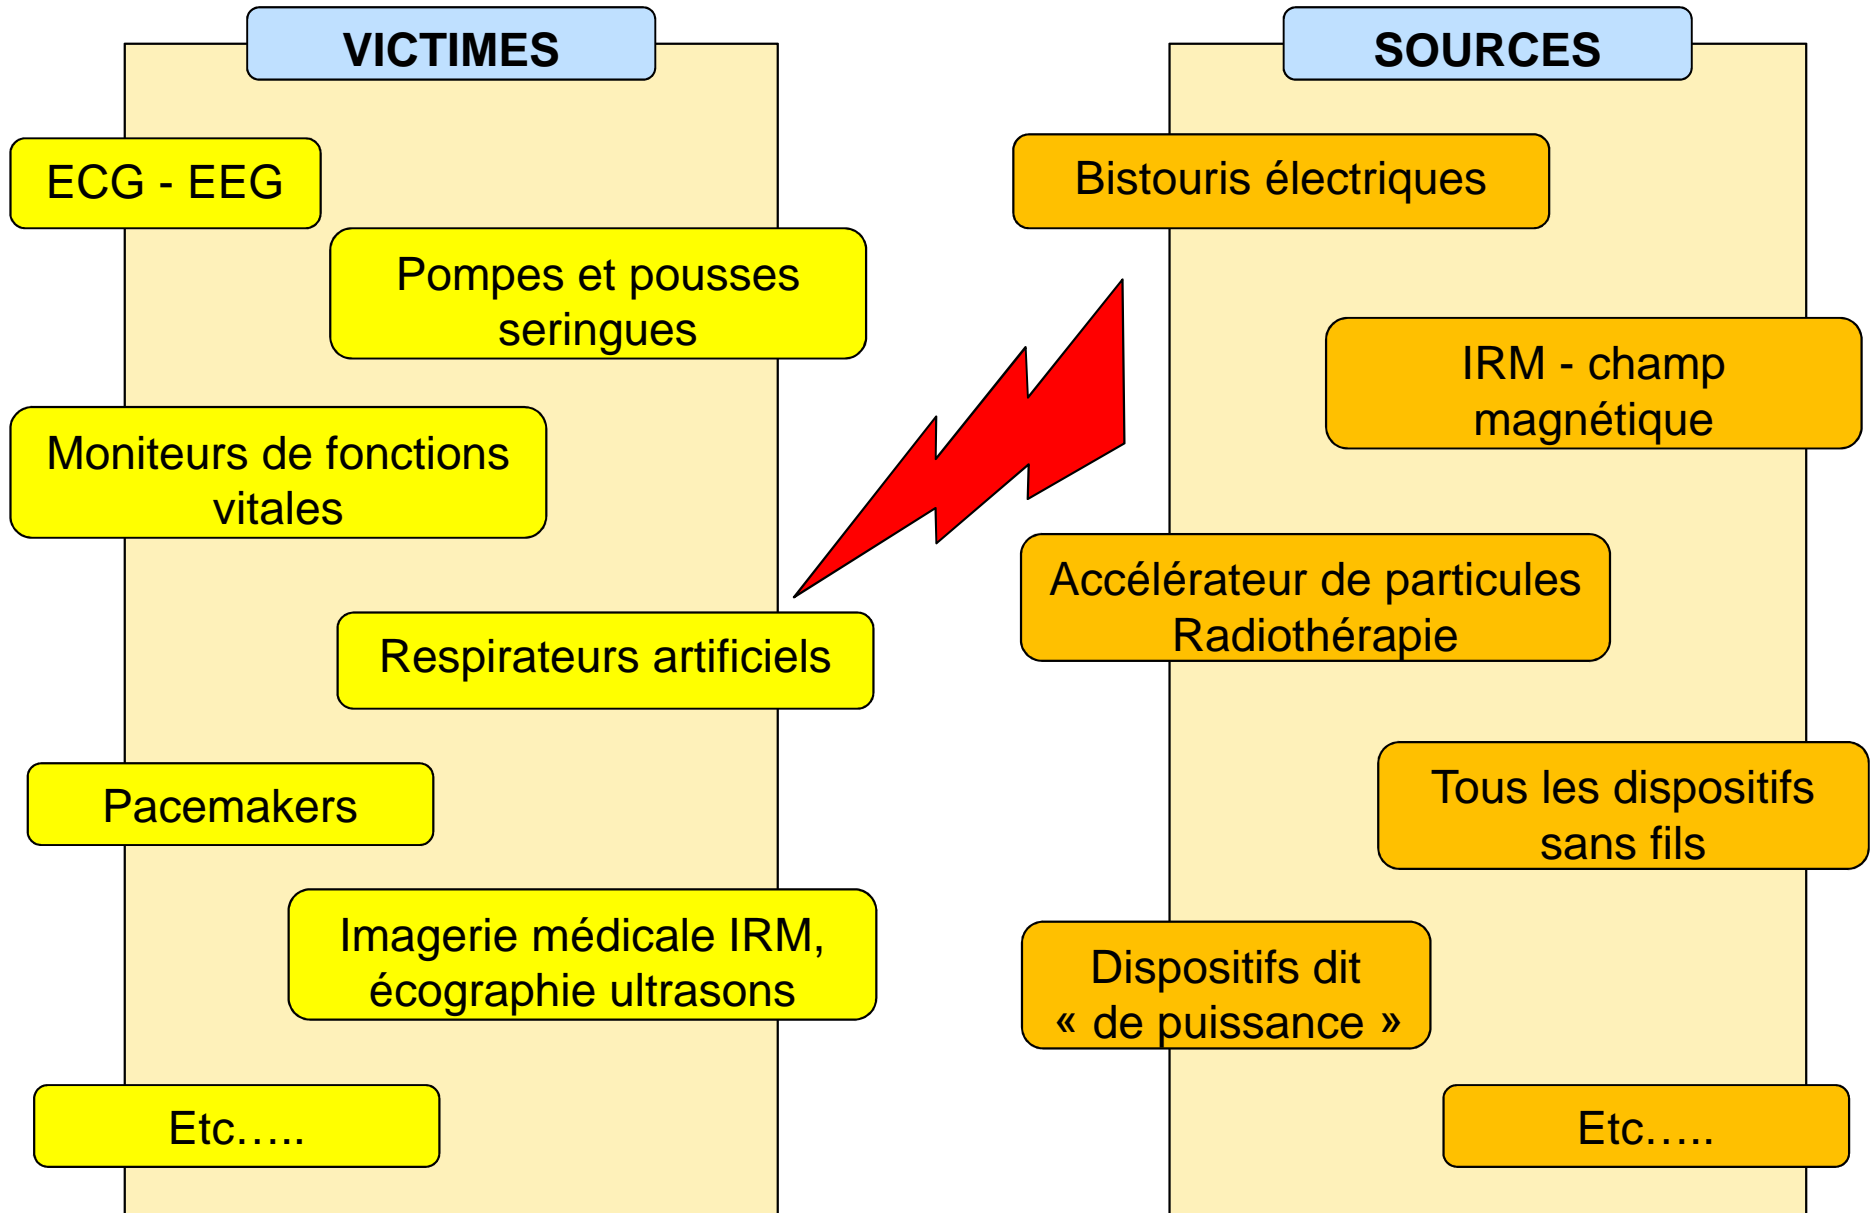 VICTIMES
ECG - EEG
Pompes et pousses
seringues
Moniteurs de fonctions
vitales
Respirateurs artificiels
Pacemakers
Imagerie médicale IRM,
écographie ultrasons
Etc.....
SOURCES
Bistouris électriques
IRM - champ
magnétique
Accélérateur de particules
Radiothérapie
Tous les dispositifs
sans fils
Dispositifs dit
« de puissance »
Etc.....